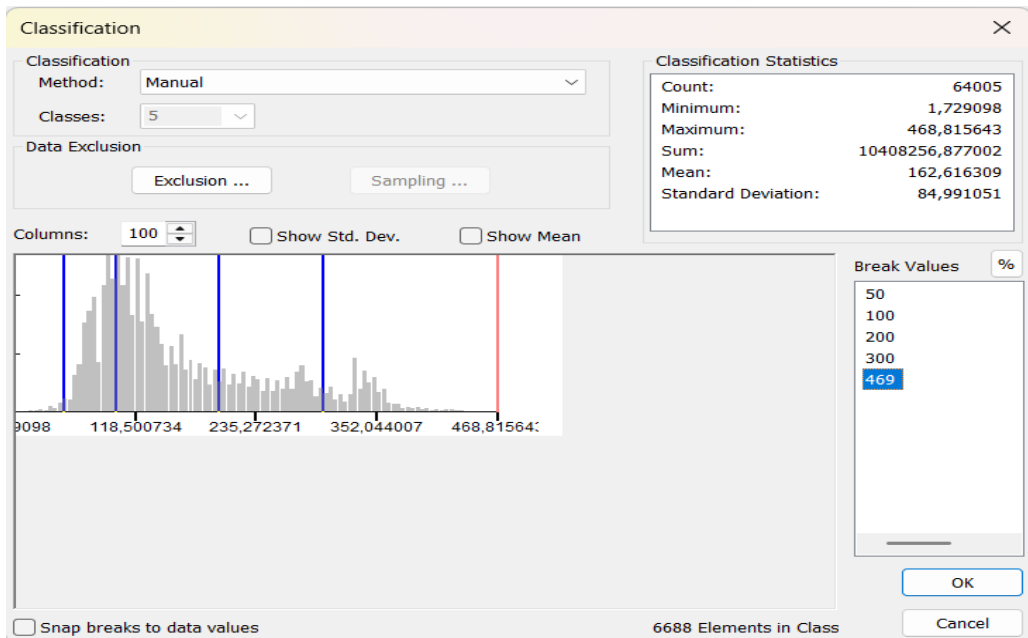 Classification
Classification
Method: Manual
Classes: 5
Data Exclusion
Exclusion ...
Sampling ...
Classification Statistics
Count: 64005
Minimum: 1,729098
Maximum: 468,815643
Sum: 10408256,877002
Mean: 162,616309
Standard Deviation: 84,991051
Columns: 100
Show Std. Dev.
Show Mean
Break Values %
50
100
200
300
469
9098 118,500734 235,272371 352,044007 468,81564
OK
Snap breaks to data values
6688 Elements in Class
Cancel